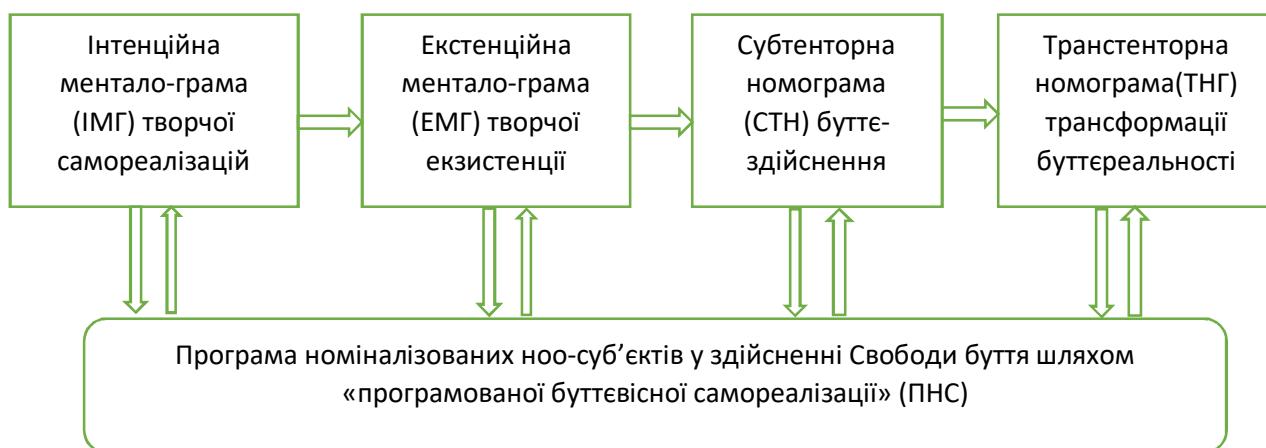 Інтенційна
ментало-грама
(ІМГ) творчої
самореалізацій
Екстенційна
ментало-грама
(ЕМГ) творчої
екзистенції
Субтенторна
номограма
(СТН) буттє-
здійснення
Транстенторна
номограма(ТНГ)
трансформації
буттєреальності
Програма номіналізованих ноо-суб’єктів у здійсненні Свободи буття шляхом
«програмованої буттєвісної самореалізації» (ПНС)